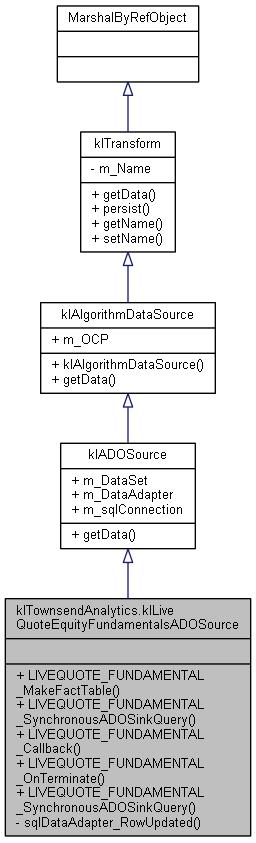 MarshalByRefObject
klTransform
- m_Name
+ getData()
+ persist()
+ getName()
+ setName()
klAlgorithmDataSource
+ m_OCP
+ klAlgorithmDataSource()
+ getData()
klADOSource
+ m_DataSet
+ m_DataAdapter
+ m_sqlConnection
+ getData()
klTownsendAnalytics.klLive
QuoteEquityFundamentalsADOSource
+ LIVEQUOTE_FUNDAMENTAL
_MakeFactTable()
+ LIVEQUOTE_FUNDAMENTAL
_SynchronousADOSinkQuery()
+ LIVEQUOTE_FUNDAMENTAL
_Callback()
+ LIVEQUOTE_FUNDAMENTAL
_OnTerminate()
+ LIVEQUOTE_FUNDAMENTAL
_SynchronousADOSinkQuery()
- sqlDataAdapter_RowUpdated()